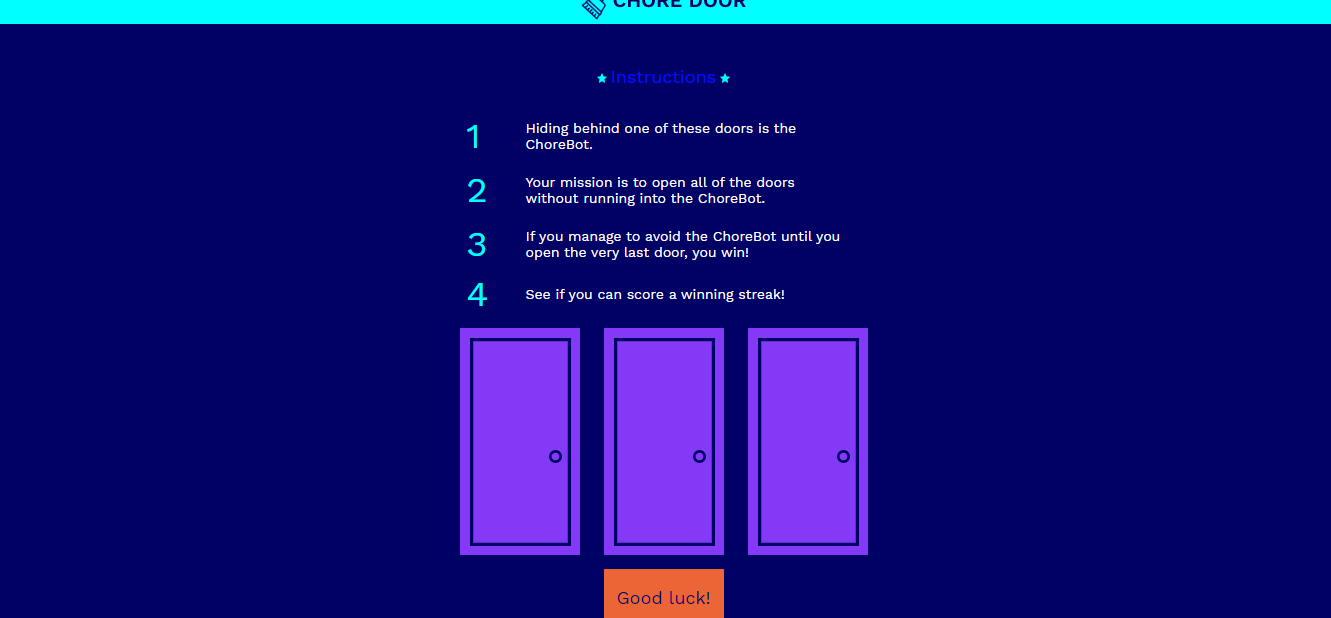 CHORE DOOR
Instructions
1
Hiding behind one of these doors is the
ChoreBot.
2
Your mission is to open all of the doors
without running into the ChoreBot.
3
If you manage to avoid the ChoreBot until you
open the very last door, you win!
4
See if you can score a winning streak!
Good luck!